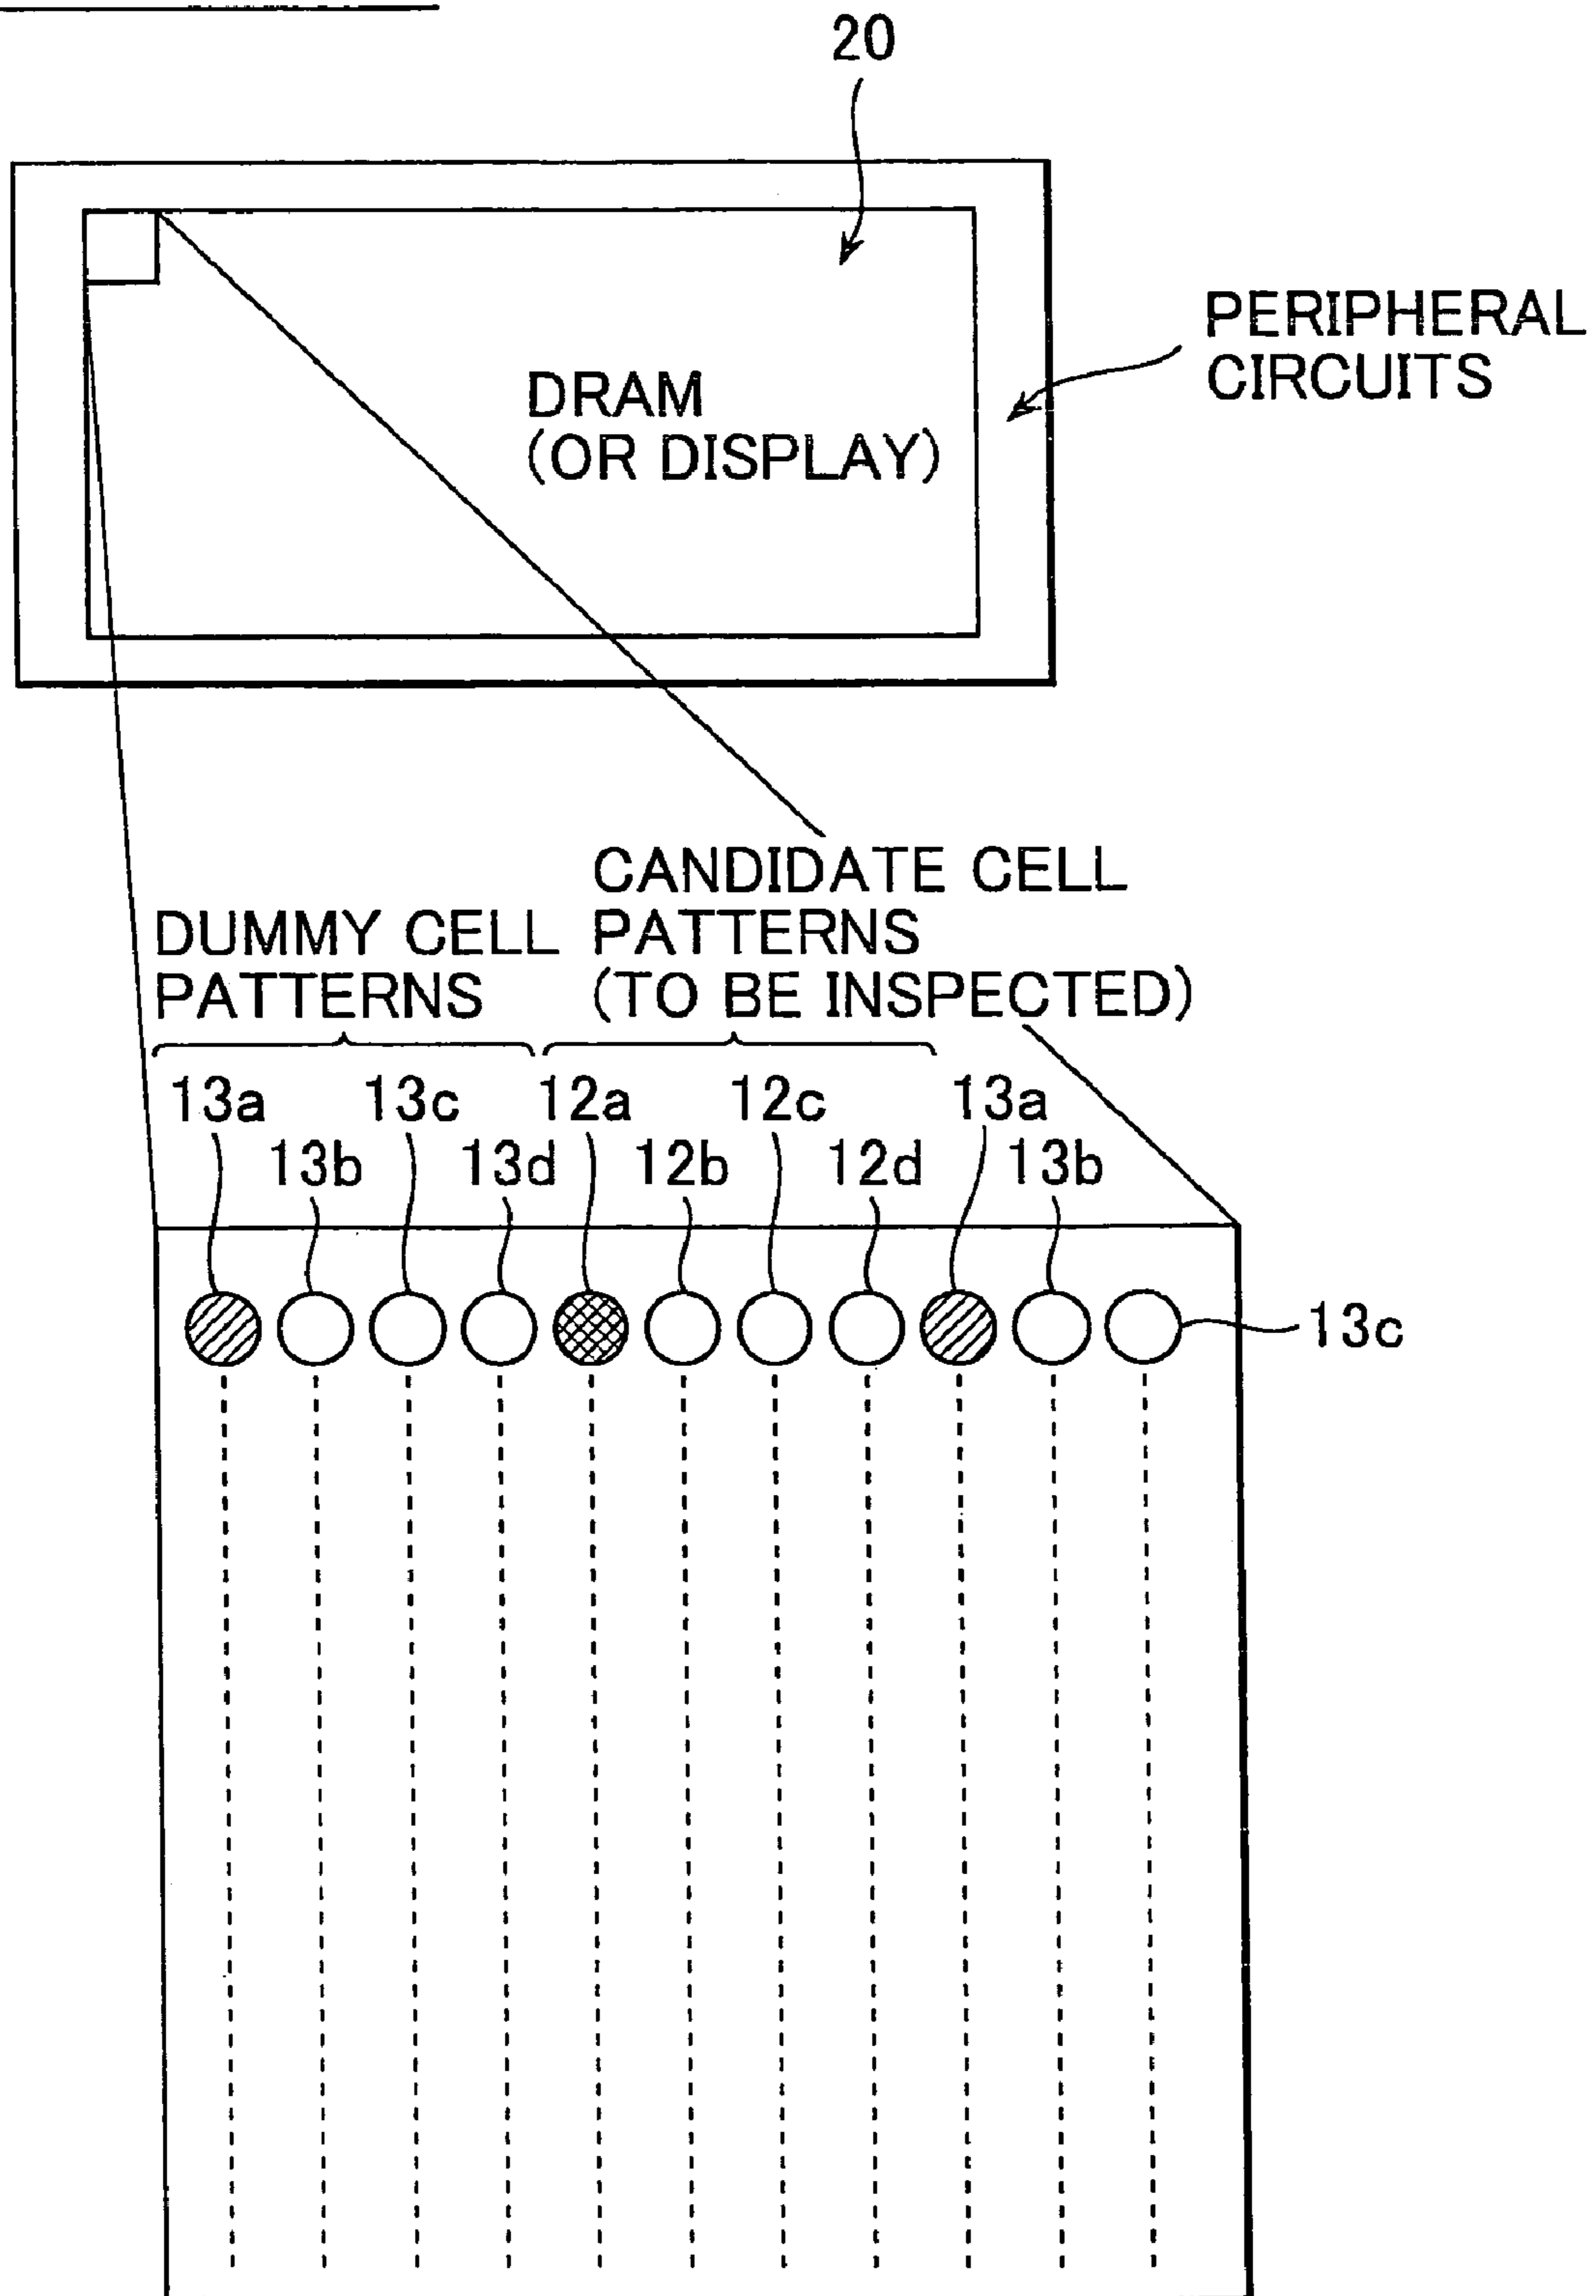 20
PERIPHERAL
CIRCUITS
DRAM
(OR DISPLAY)
CANDIDATE CELL
PATTERNS
(TO BE INSPECTED)
DUMMY CELL
PATTERNS
13a 13c 12a 12c 13a
13b 13d 12b 12d 13b
13c